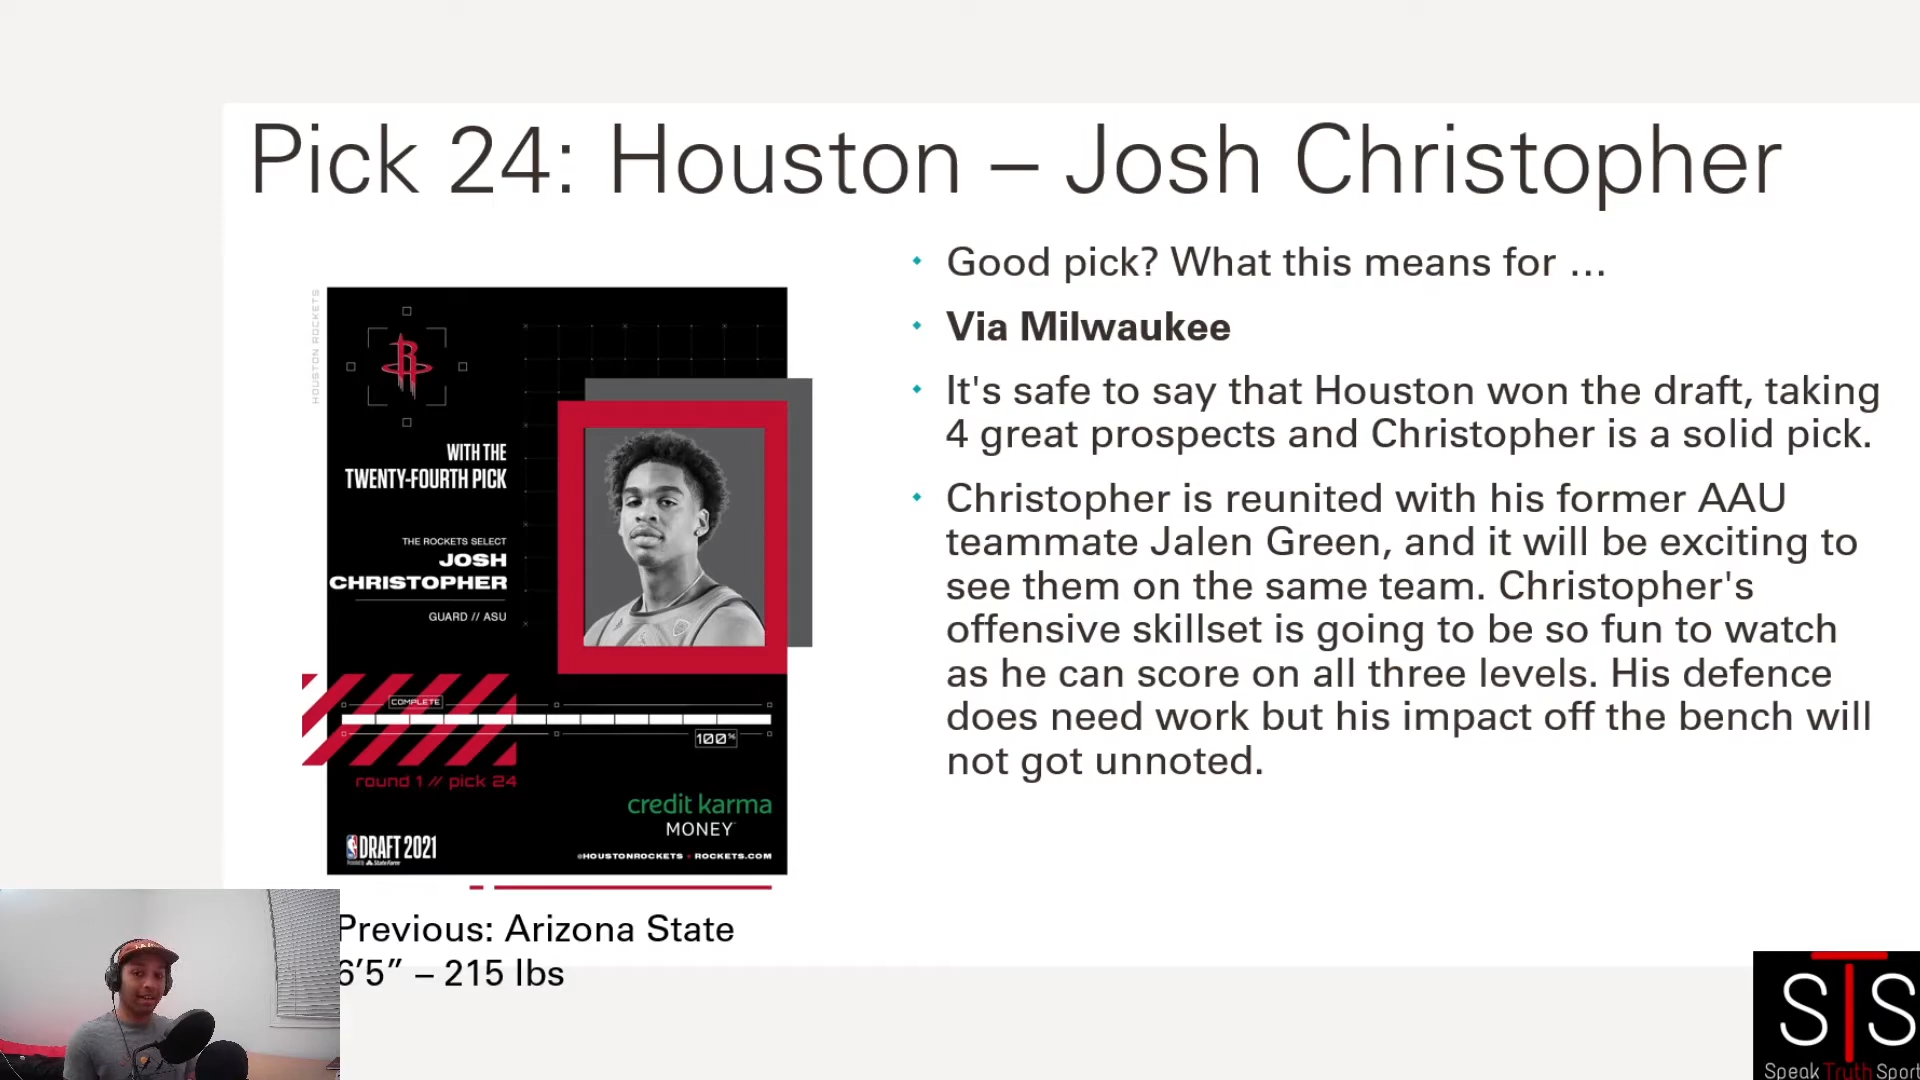 Pick 24: Houston – Josh Christopher
• Good pick? What this means for …
• Via Milwaukee
• It's safe to say that Houston won the draft, taking
4 great prospects and Christopher is a solid pick.
• Christopher is reunited with his former AAU
teammate Jalen Green, and it will be exciting to
see them on the same team. Christopher's
offensive skillset is going to be so fun to watch
as he can score on all three levels. His defence
does need work but his impact off the bench will
not got unnoted.
HOUSTON ROCKETS
R
WITH THE
TWENTY-FOURTH PICK
THE ROCKETS SELECT
JOSH
CHRISTOPHER
GUARD // ASU
COMPLETE
100%
round 1 // pick 24
credit karma
MONEY
DRAFT 2021
State Farm
@HOUSTONROCKETS
ROCKETS.COM
Previous: Arizona State
6’5” – 215 lbs
STS
Speak Truth Sport